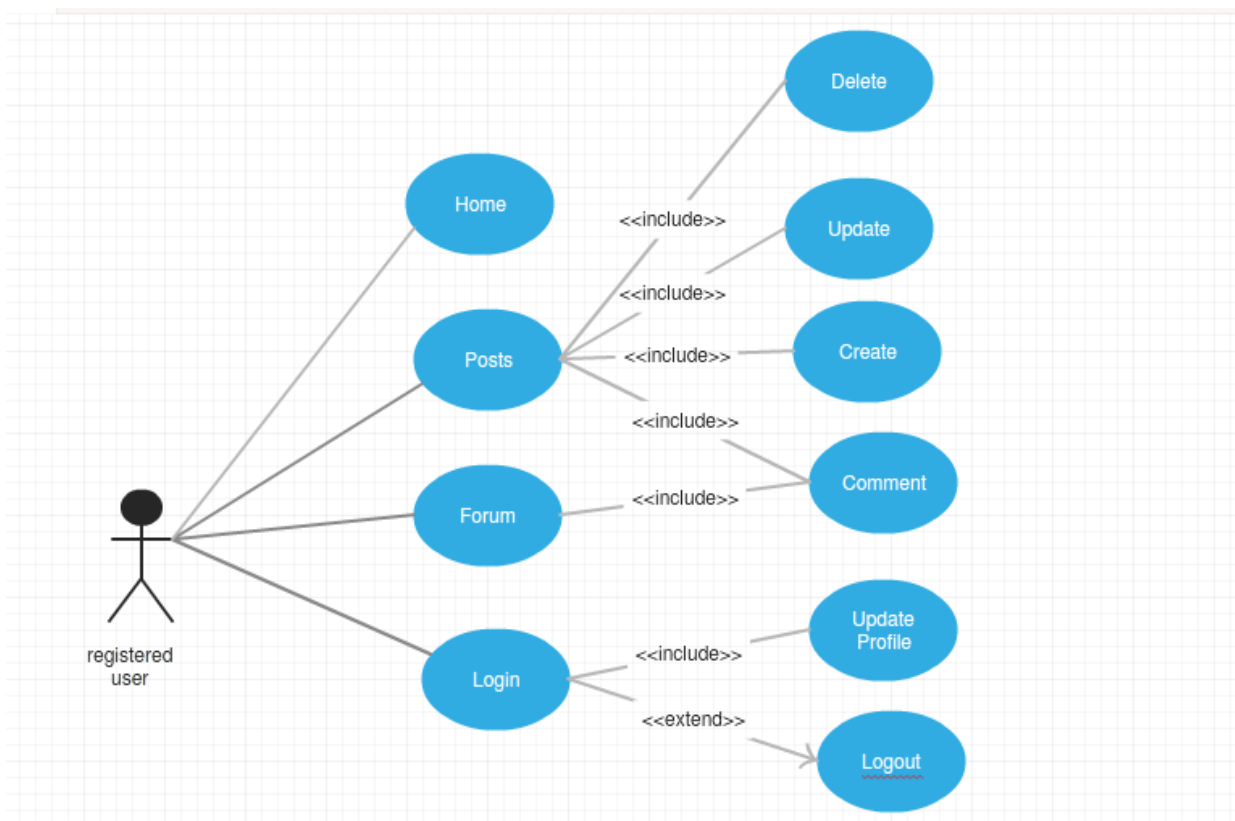 Delete
Home
<<include>>
Update
<<include>>
Posts
<<include>>
Create
<<include>>
Comment
<<include>>
Forum
Update
Profile
<<include>>
registered
user
Login
<<extend>>
Logout